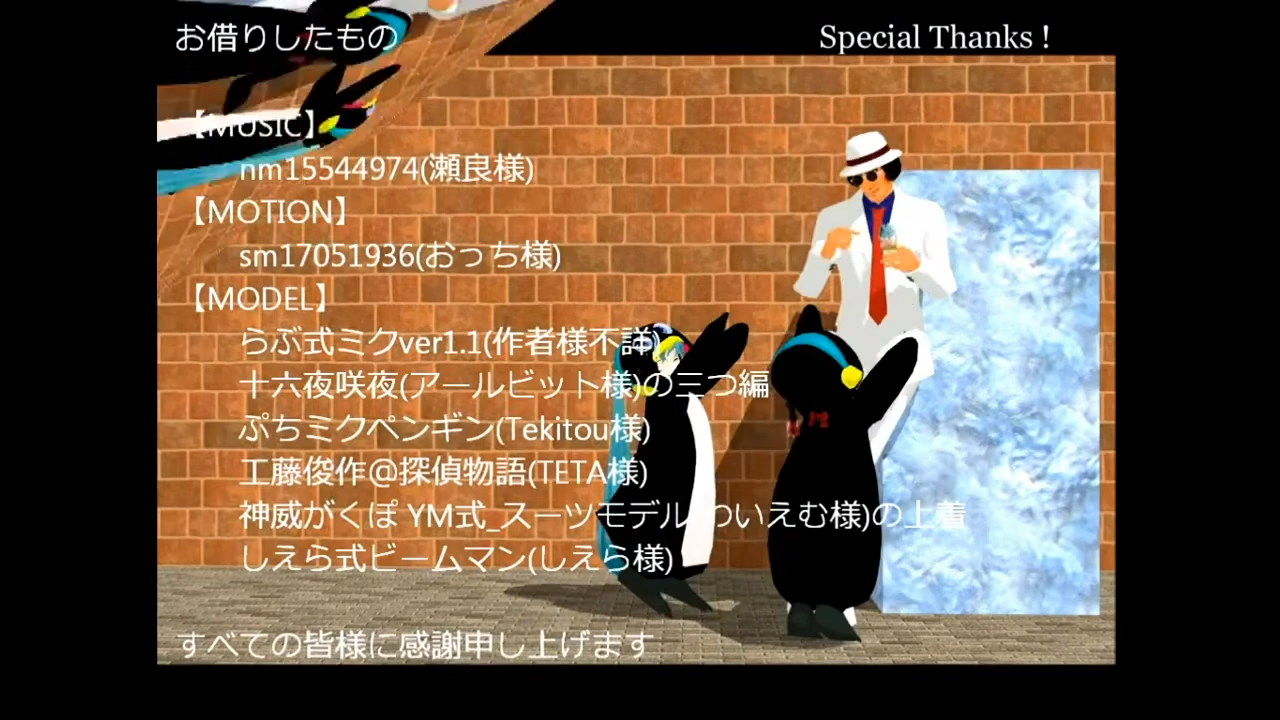 お借りしたもの
Special Thanks !
【MUSIC】
nm15544974(瀬良様)
【MOTION】
sm17051936(おっち様)
【MODEL】
らぶ式ミクver1.1(作者様不詳)
十六夜咲夜(アールビット様)の三つ編
ぷちミクペンギン(Tekitou様)
工藤俊作@探偵物語(TETA様)
神威がくぽ YM式_スーツモデル(わいえむ様)の上着
しえら式ビームマン(しえら様)
すべての皆様に感謝申し上げます